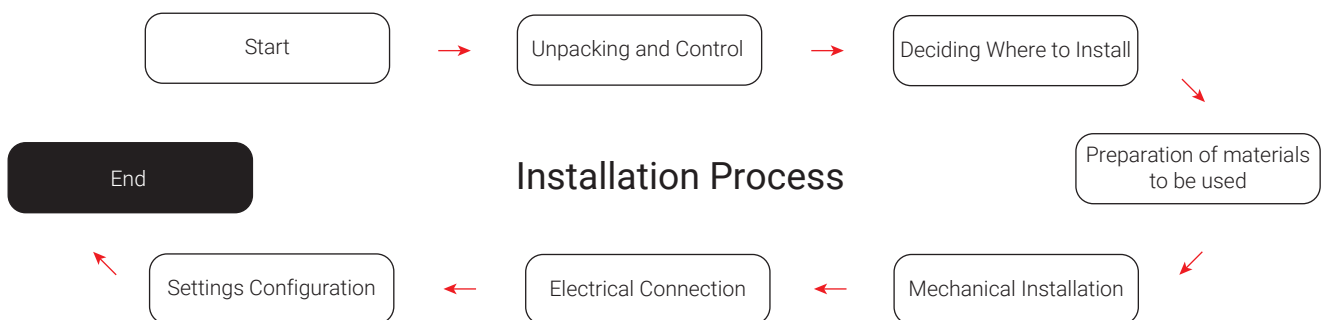 Start
Unpacking and Control
Deciding Where to Install
Preparation of materials
to be used
Mechanical Installation
Electrical Connection
Settings Configuration
End
Installation Process